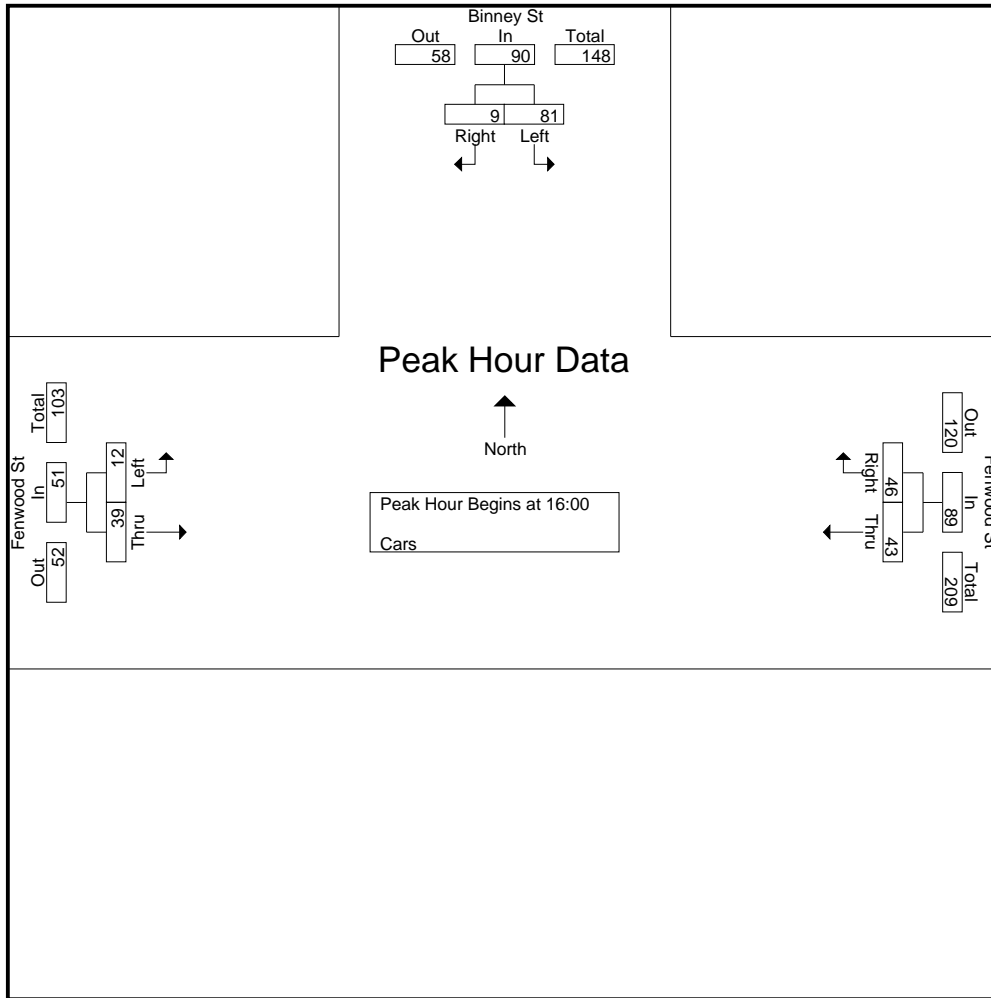 Binney St
Out In Total
58 90 148
9 81
Right Left
Peak Hour Data
North
Peak Hour Begins at 16:00
Cars
Fenwood St
Total In Out
103 51 52
12 39
Left Thru
Fenwood St
Out In Total
120 89 209
46 43
Right Thru